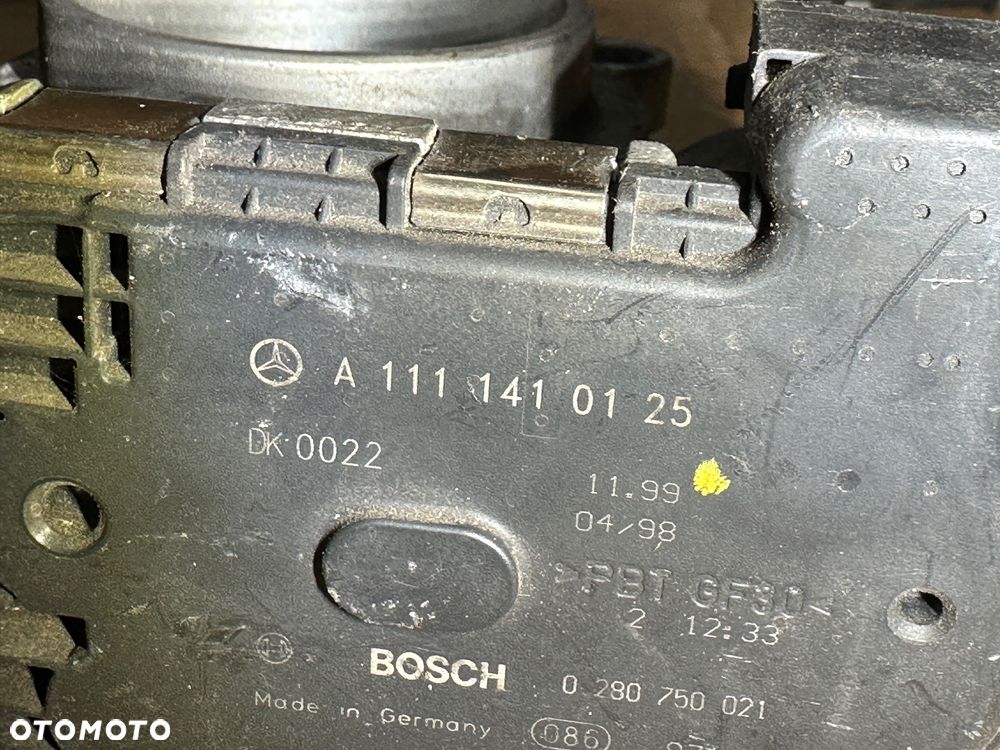 A 111 141 01 25
DK 0022
11.99
04/98
>PBT GF30<
2 12:33
BOSCH 0 280 750 021
Made in Germany 086
OTOMOTO